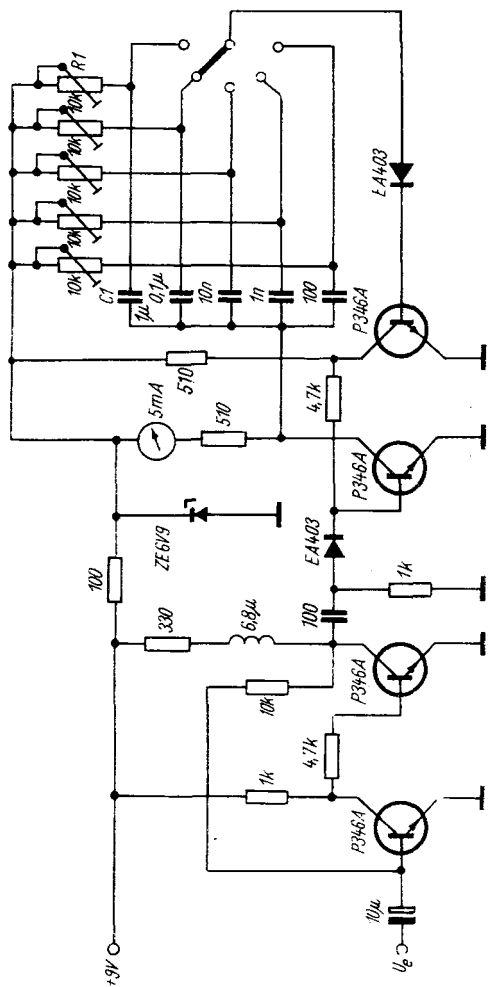 +9V
100
330
6,8µ
10k
1k
4,7k
10µ
Uₑ
P346A
P346A
100
1k
EA403
ZE6V9
5mA
510
510
4,7k
P346A
P346A
EA403
10k
10k
10k
10k
10k
R1
C1
1µ
0,1µ
10n
1n
100